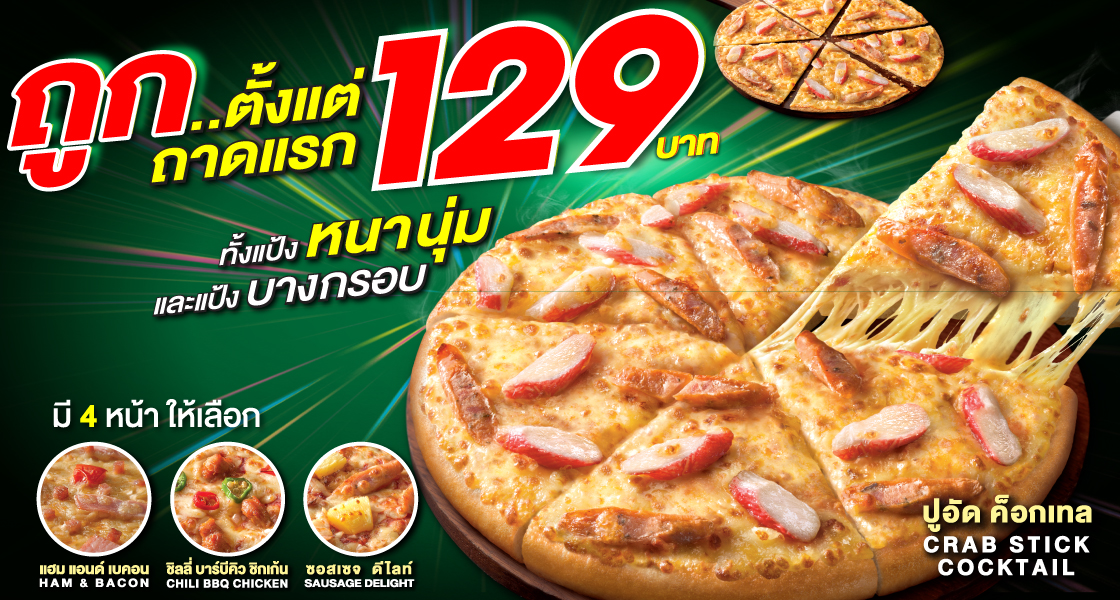 ถูก..ตั้งแต่ถาดแรก 129 บาท
ทั้งแป้ง หนานุ่ม
และแป้ง บางกรอบ
มี 4 หน้า ให้เลือก
แฮม แอนด์ เบคอน
HAM & BACON
ชิลลี่ บาร์บีคิว ชิกเก้น
CHILI BBQ CHICKEN
ซอสเซจ ดีไลท์
SAUSAGE DELIGHT
ปูอัด ค็อกเทล
CRAB STICK
COCKTAIL